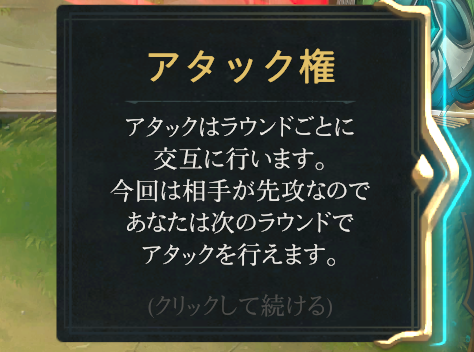 アタック権
アタックはラウンドごとに
交互に行います。
今回は相手が先攻なので
あなたは次のラウンドで
アタックを行えます。
(クリックして続ける)